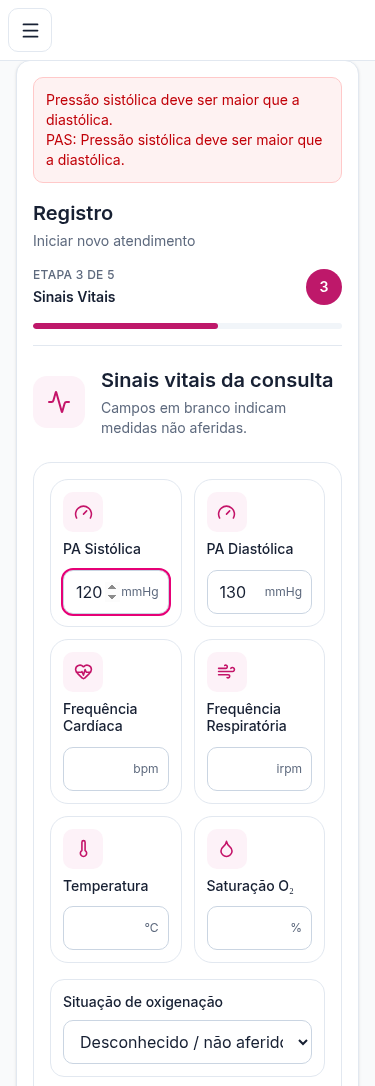 Pressão sistólica deve ser maior que a
diastólica.
PAS: Pressão sistólica deve ser maior que
a diastólica.
Registro
Iniciar novo atendimento
ETAPA 3 DE 5
Sinais Vitais
3
Sinais vitais da consulta
Campos em branco indicam
medidas não aferidas.
PA Sistólica
120 mmHg
PA Diastólica
130 mmHg
Frequência
Cardíaca
bpm
Frequência
Respiratória
irpm
Temperatura
°C
Saturação O₂
%
Situação de oxigenação
Desconhecido / não aferido